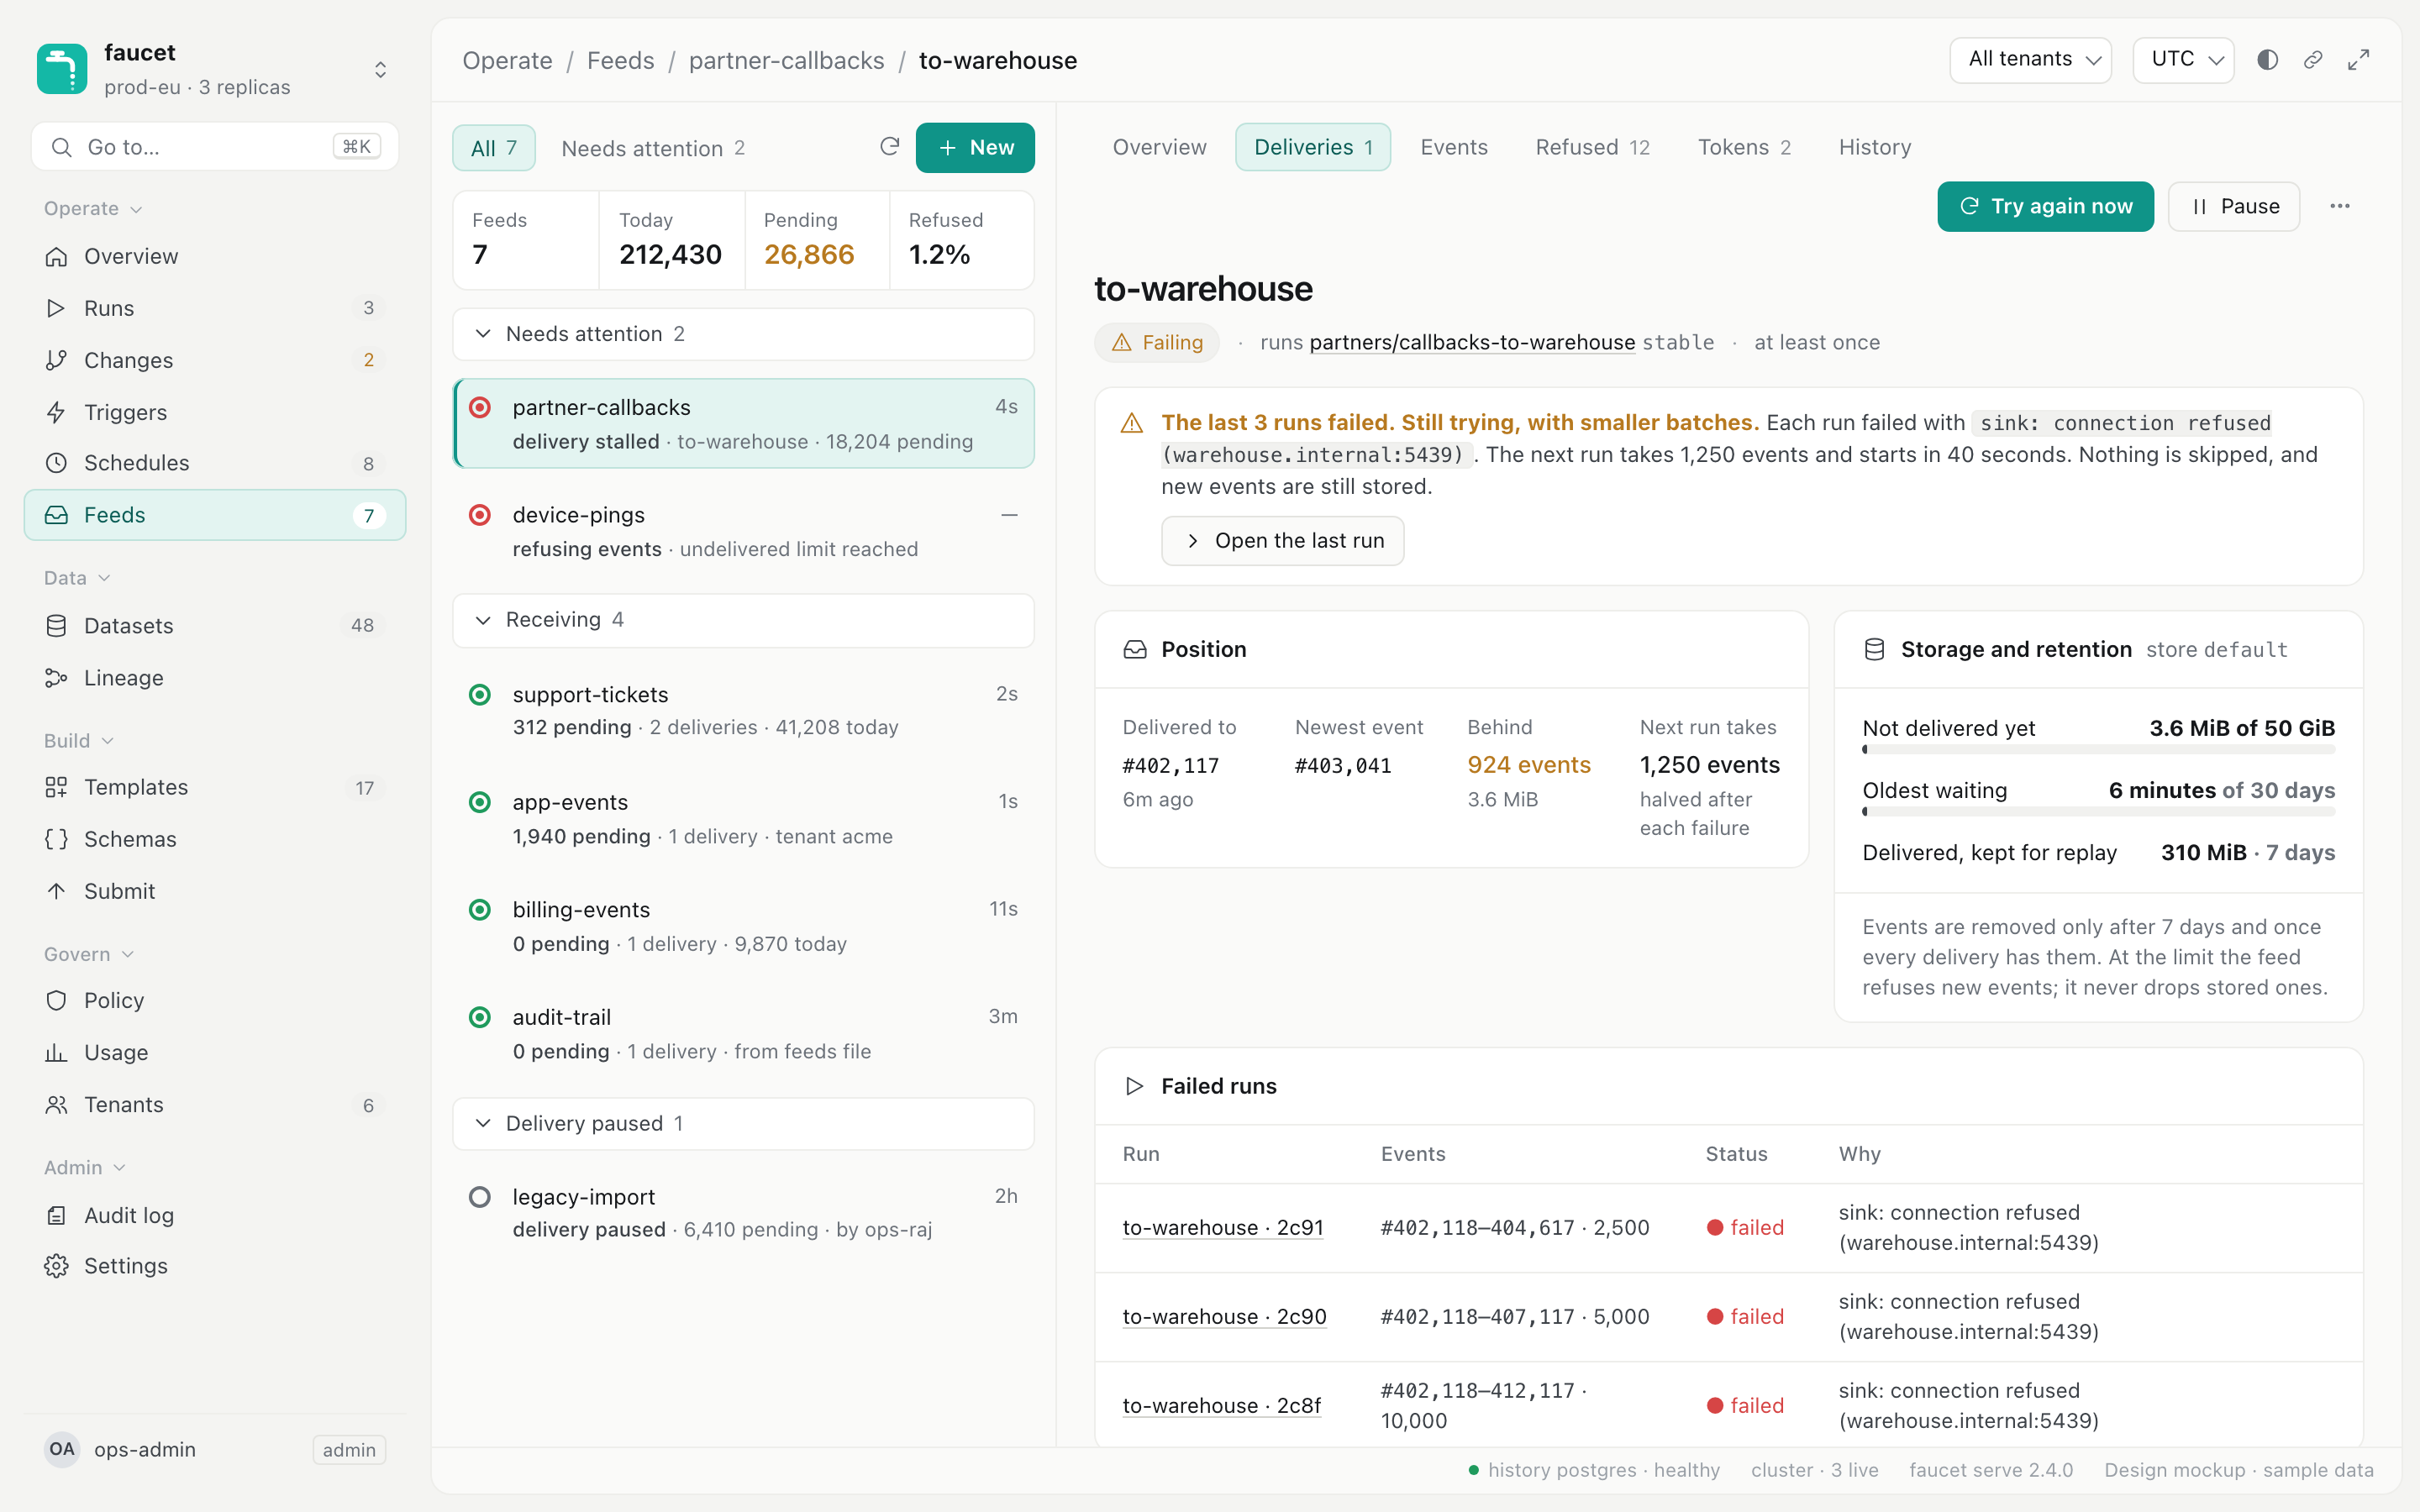 faucet
prod-eu · 3 replicas
Go to... ⌘K
Operate
Overview
Runs 3
Changes 2
Triggers
Schedules 8
Feeds 7
Data
Datasets 48
Lineage
Build
Templates 17
Schemas
Submit
Govern
Policy
Usage
Tenants 6
Admin
Audit log
Settings
OA ops-admin admin
Operate / Feeds / partner-callbacks / to-warehouse
All tenants UTC
All 7 Needs attention 2 New
Feeds Today Pending Refused
7 212,430 26,866 1.2%
Needs attention 2
partner-callbacks 4s
delivery stalled · to-warehouse · 18,204 pending
device-pings —
refusing events · undelivered limit reached
Receiving 4
support-tickets 2s
312 pending · 2 deliveries · 41,208 today
app-events 1s
1,940 pending · 1 delivery · tenant acme
billing-events 11s
0 pending · 1 delivery · 9,870 today
audit-trail 3m
0 pending · 1 delivery · from feeds file
Delivery paused 1
legacy-import 2h
delivery paused · 6,410 pending · by ops-raj
Overview Deliveries 1 Events Refused 12 Tokens 2 History
Try again now Pause
to-warehouse
Failing · runs partners/callbacks-to-warehouse stable · at least once
The last 3 runs failed. Still trying, with smaller batches. Each run failed with sink: connection refused
(warehouse.internal:5439) . The next run takes 1,250 events and starts in 40 seconds. Nothing is skipped, and
new events are still stored.
Open the last run
Position
Delivered to Newest event Behind Next run takes
#402,117 #403,041 924 events 1,250 events
6m ago 3.6 MiB halved after
each failure
Storage and retention store default
Not delivered yet 3.6 MiB of 50 GiB
Oldest waiting 6 minutes of 30 days
Delivered, kept for replay 310 MiB · 7 days
Events are removed only after 7 days and once
every delivery has them. At the limit the feed
refuses new events; it never drops stored ones.
Failed runs
Run Events Status Why
to-warehouse · 2c91 #402,118–404,617 · 2,500 failed sink: connection refused
(warehouse.internal:5439)
to-warehouse · 2c90 #402,118–407,117 · 5,000 failed sink: connection refused
(warehouse.internal:5439)
to-warehouse · 2c8f #402,118–412,117 · failed sink: connection refused
10,000 (warehouse.internal:5439)
history postgres · healthy cluster · 3 live faucet serve 2.4.0 Design mockup · sample data